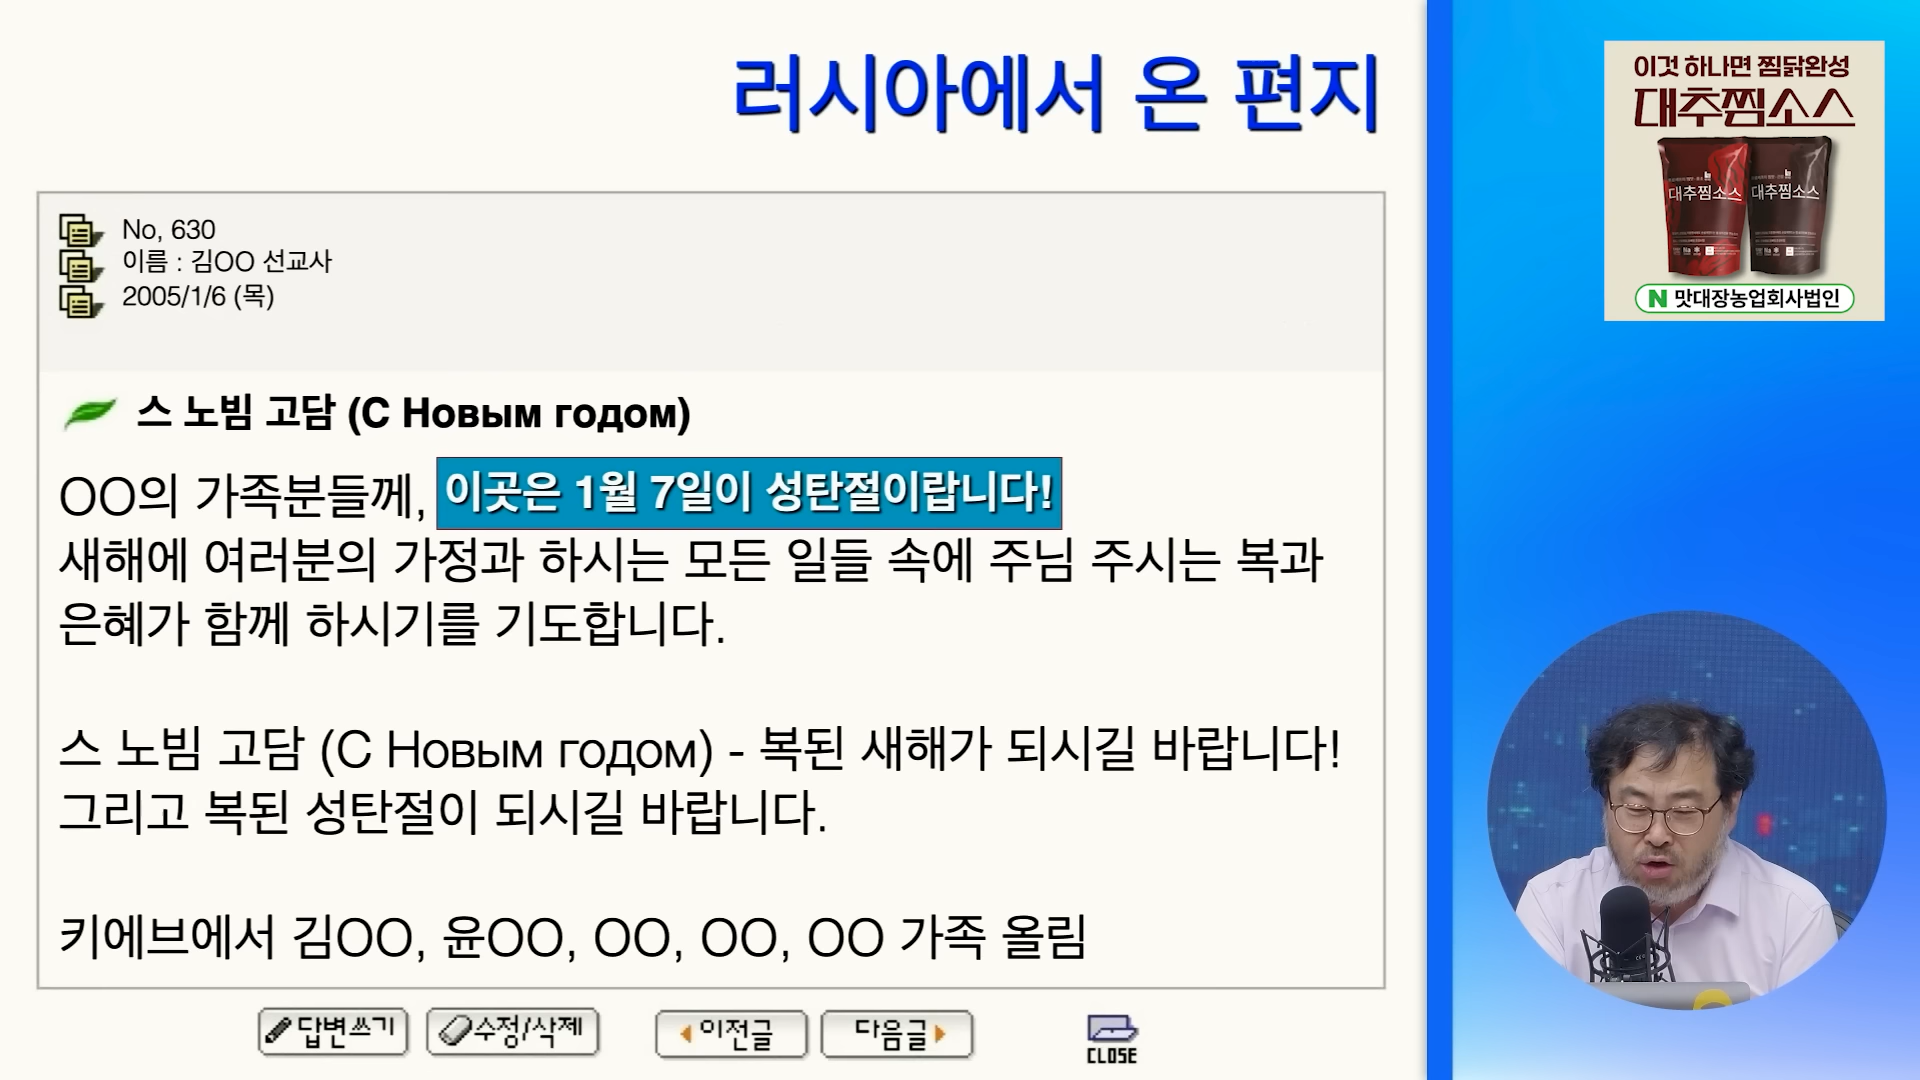 러시아에서 온 편지
No, 630
이름 : 김OO 선교사
2005/1/6 (목)
스 노빔 고담 (С Новым годом)
OO의 가족분들께, 이곳은 1월 7일이 성탄절이랍니다!
새해에 여러분의 가정과 하시는 모든 일들 속에 주님 주시는 복과
은혜가 함께 하시기를 기도합니다.
스 노빔 고담 (С Новым годом) - 복된 새해가 되시길 바랍니다!
그리고 복된 성탄절이 되시길 바랍니다.
키에브에서 김OO, 윤OO, OO, OO, OO 가족 올림
답변쓰기
수정/삭제
이전글
다음글
CLOSE
이것 하나면 찜닭완성
대추찜소스
대추찜소스
대추찜소스
N 맛대장농업회사법인